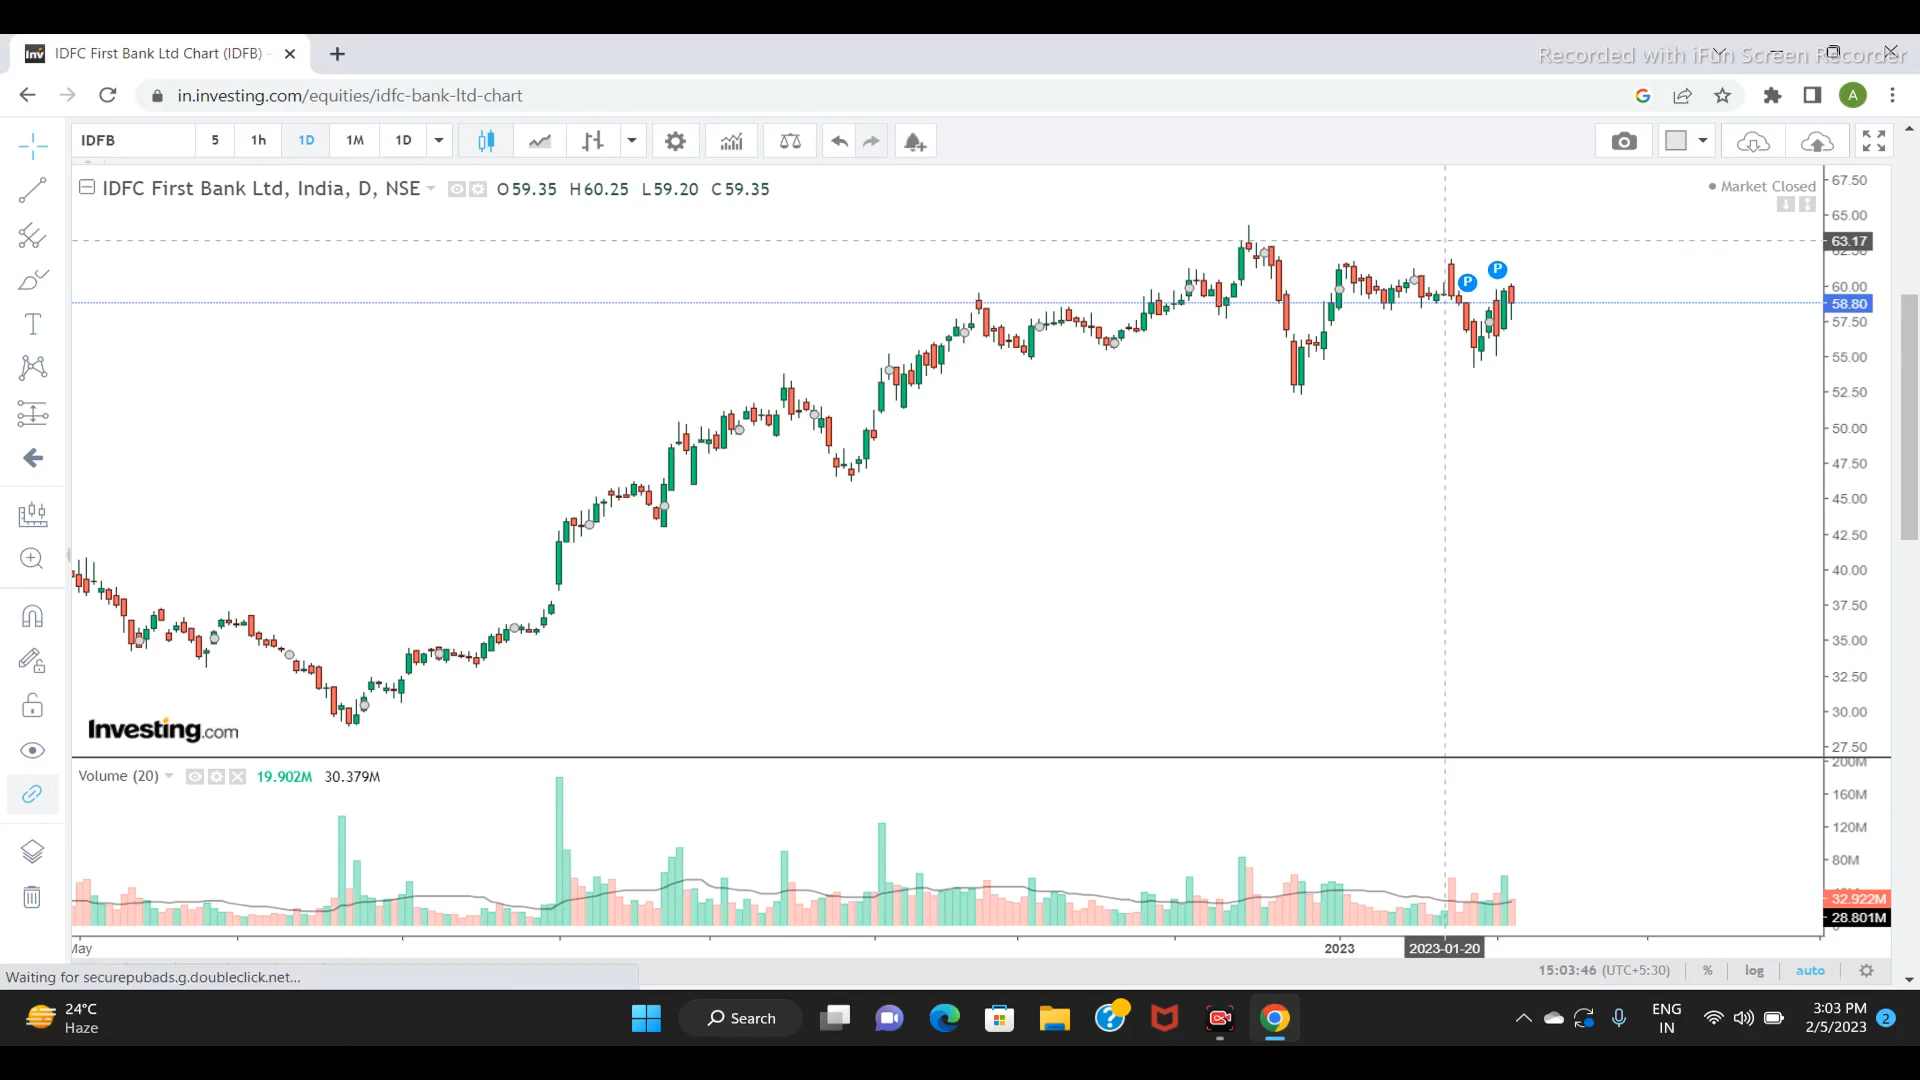 IDFC First Bank Ltd Chart (IDFB)
Recorded with iFun Screen Recorder
in.investing.com/equities/idfc-bank-ltd-chart
A
IDFB 5 1h 1D 1M 1D
IDFC First Bank Ltd, India, D, NSE O59.35 H60.25 L59.20 C59.35
Market Closed
67.50
65.00
63.17
62.50
60.00
58.80
57.50
55.00
52.50
50.00
47.50
45.00
42.50
40.00
37.50
35.00
32.50
30.00
27.50
P
P
Investing.com
Volume (20) 19.902M 30.379M
200M
160M
120M
80M
32.922M
28.801M
May 2023 2023-01-20
Waiting for securepubads.g.doubleclick.net...
15:03:46 (UTC+5:30) % log auto
24°C
Haze
Search
ENG
IN
3:03 PM
2/5/2023
2